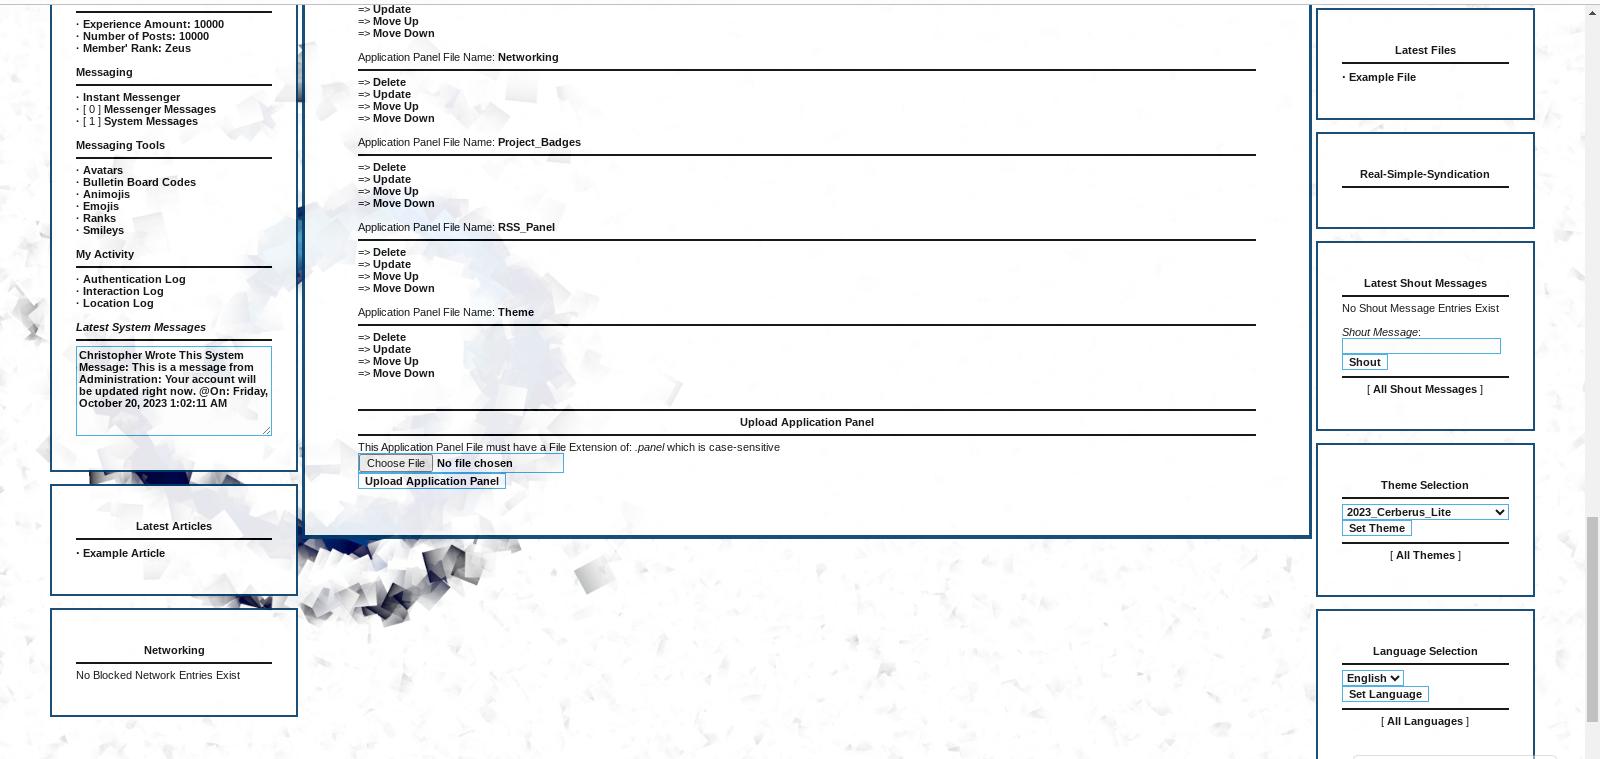 · Experience Amount: 10000
· Number of Posts: 10000
· Member' Rank: Zeus
Messaging
· Instant Messenger
· [ 0 ] Messenger Messages
· [ 1 ] System Messages
Messaging Tools
· Avatars
· Bulletin Board Codes
· Animojis
· Emojis
· Ranks
· Smileys
My Activity
· Authentication Log
· Interaction Log
· Location Log
Latest System Messages
Christopher Wrote This System
Message: This is a message from
Administration: Your account will
be updated right now. @On: Friday,
October 20, 2023 1:02:11 AM
Latest Articles
· Example Article
Networking
No Blocked Network Entries Exist
=> Update
=> Move Up
=> Move Down
Application Panel File Name: Networking
=> Delete
=> Update
=> Move Up
=> Move Down
Application Panel File Name: Project_Badges
=> Delete
=> Update
=> Move Up
=> Move Down
Application Panel File Name: RSS_Panel
=> Delete
=> Update
=> Move Up
=> Move Down
Application Panel File Name: Theme
=> Delete
=> Update
=> Move Up
=> Move Down
Upload Application Panel
This Application Panel File must have a File Extension of: .panel which is case-sensitive
Choose File No file chosen
Upload Application Panel
Latest Files
· Example File
Real-Simple-Syndication
Latest Shout Messages
No Shout Message Entries Exist
Shout Message:
Shout
[ All Shout Messages ]
Theme Selection
2023_Cerberus_Lite
Set Theme
[ All Themes ]
Language Selection
English
Set Language
[ All Languages ]